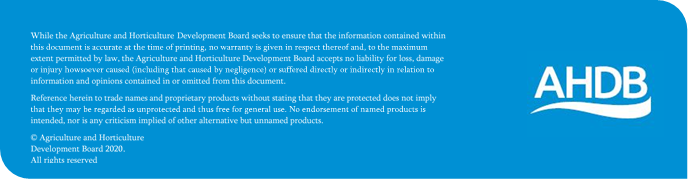 While the Agriculture and Horticulture Development Board seeks to ensure that the information contained within
this document is accurate at the time of printing, no warranty is given in respect thereof and, to the maximum
extent permitted by law, the Agriculture and Horticulture Development Board accepts no liability for loss, damage
or injury howsoever caused (including that caused by negligence) or suffered directly or indirectly in relation to
information and opinions contained in or omitted from this document.
Reference herein to trade names and proprietary products without stating that they are protected does not imply
that they may be regarded as unprotected and thus free for general use. No endorsement of named products is
intended, nor is any criticism implied of other alternative but unnamed products.
© Agriculture and Horticulture
Development Board 2020.
All rights reserved
AHDB